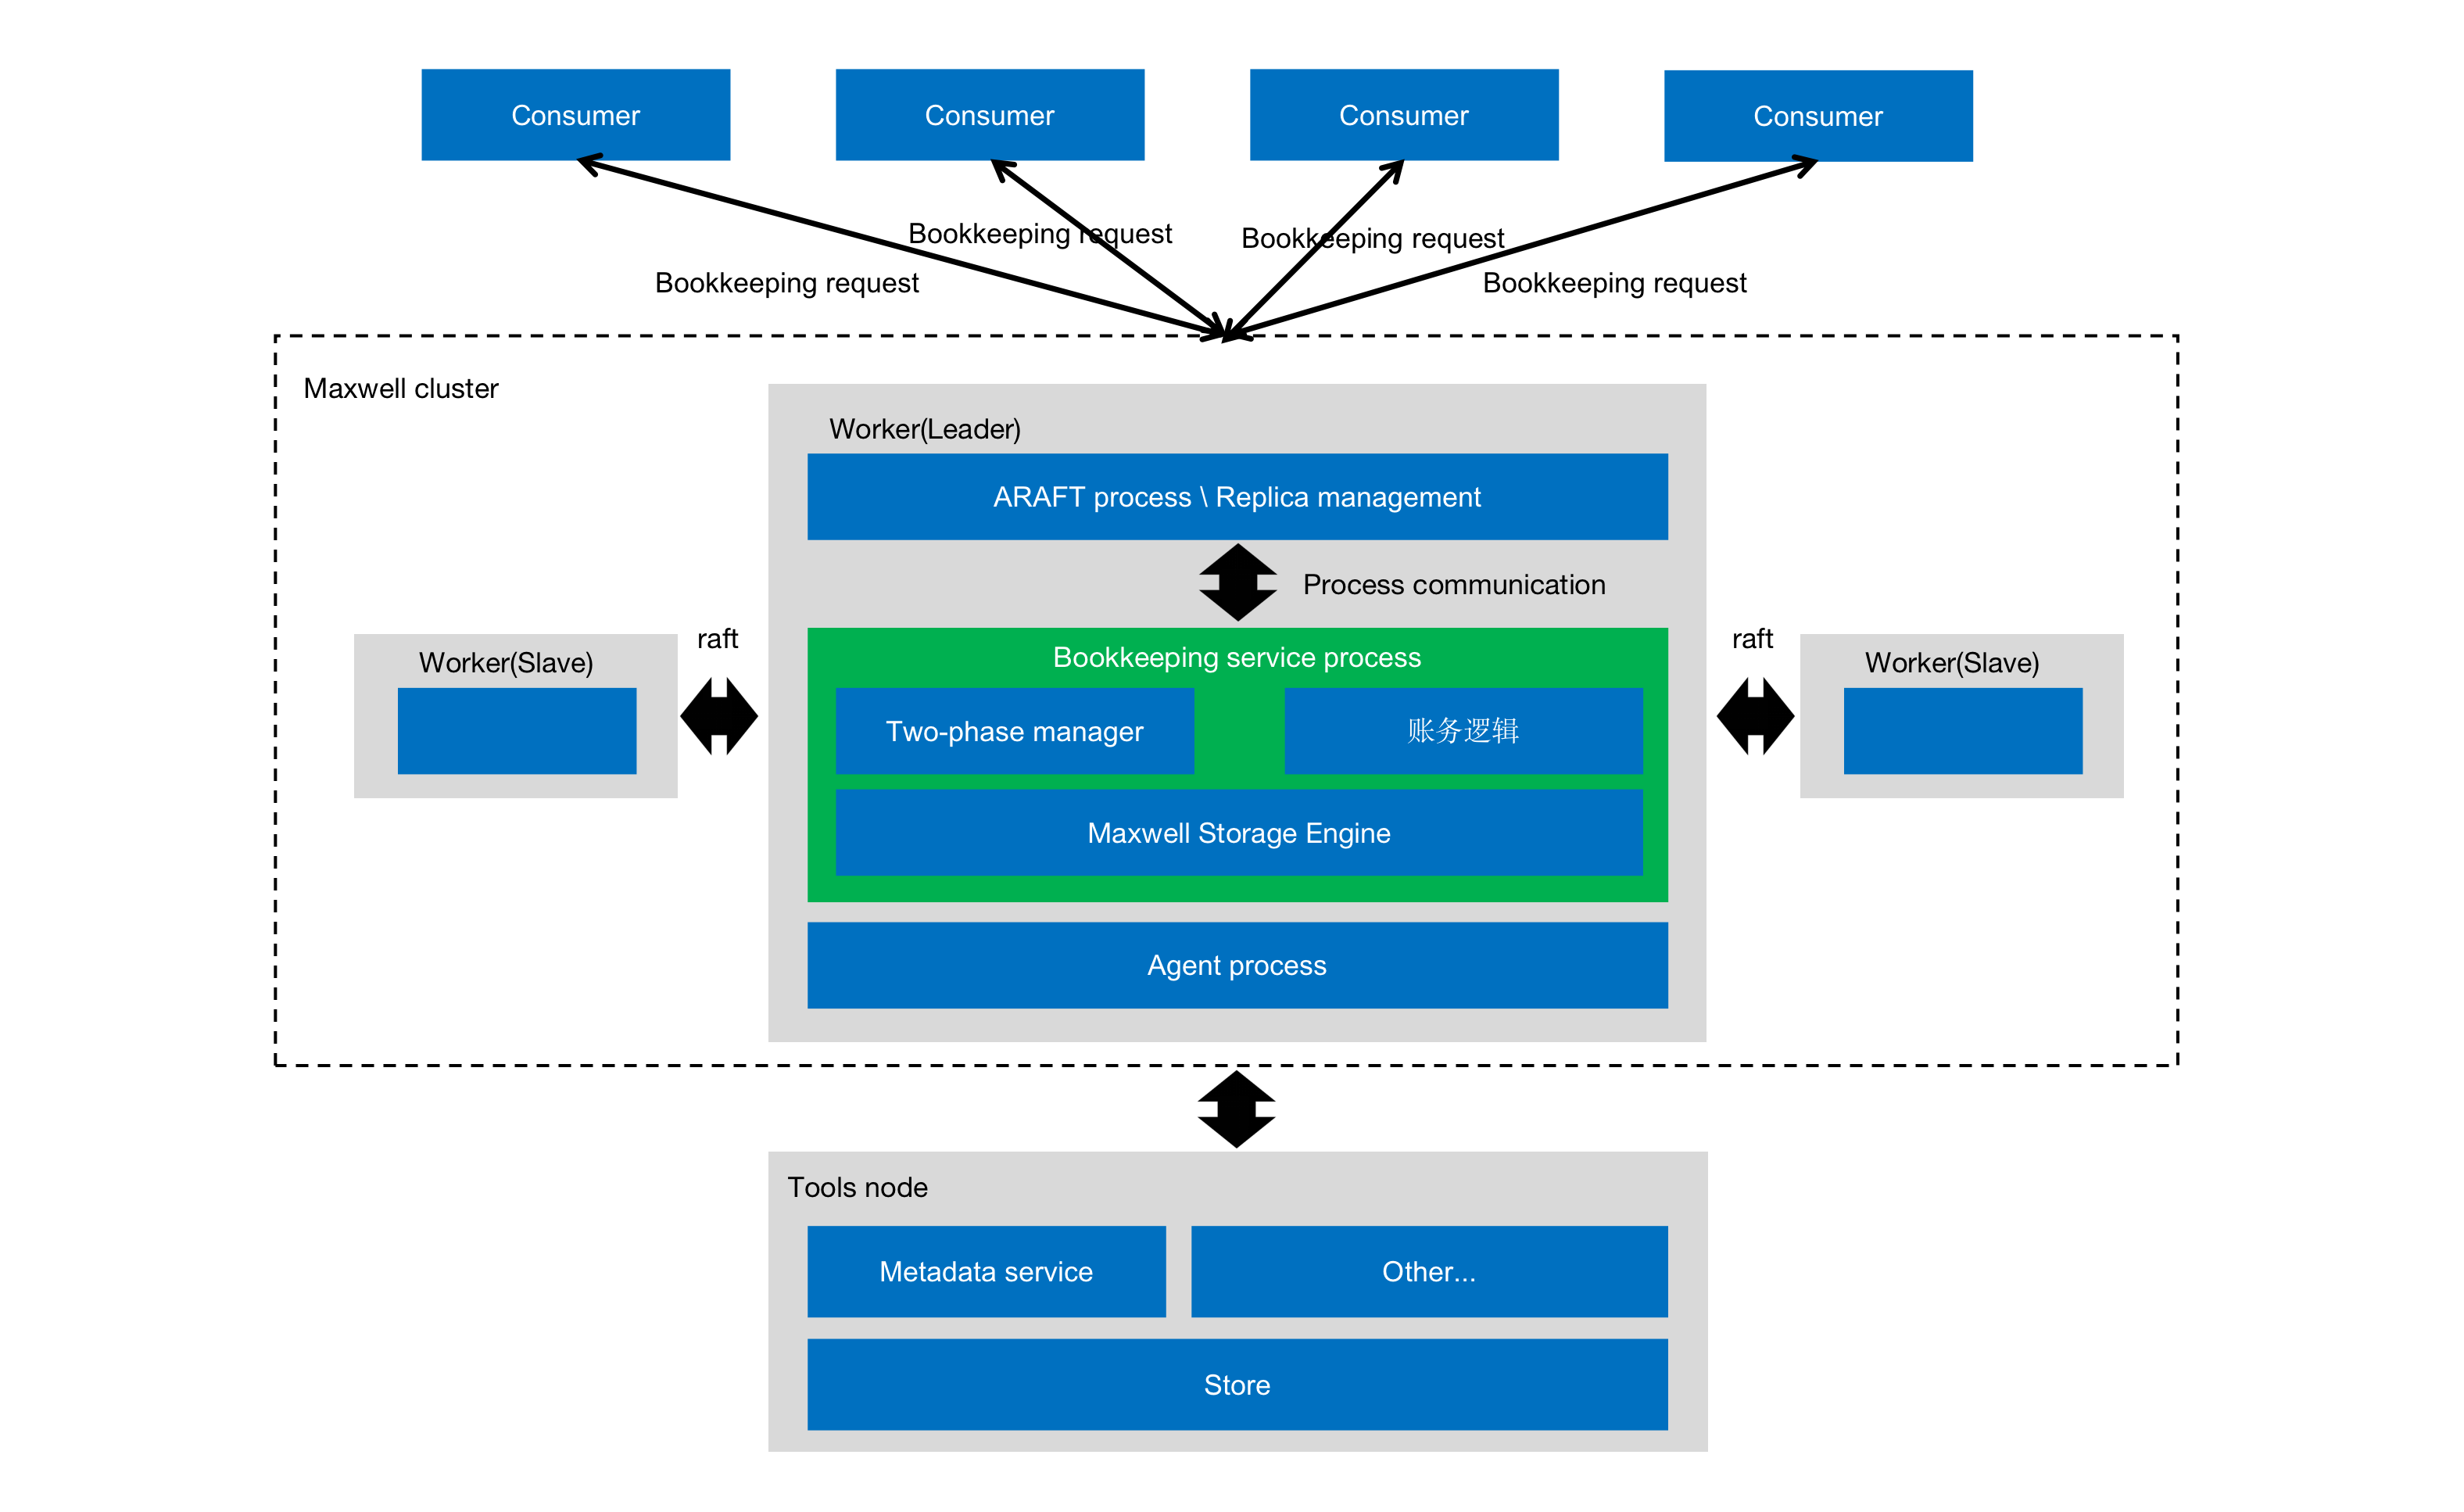 Consumer
Consumer
Consumer
Consumer
Bookkeeping request
Bookkeeping request
Bookkeeping request
Bookkeeping request
Maxwell cluster
Worker(Leader)
ARAFT process \ Replica management
Process communication
raft
Worker(Slave)
Bookkeeping service process
raft
Worker(Slave)
Two-phase manager
账务逻辑
Maxwell Storage Engine
Agent process
Tools node
Metadata service
Other...
Store